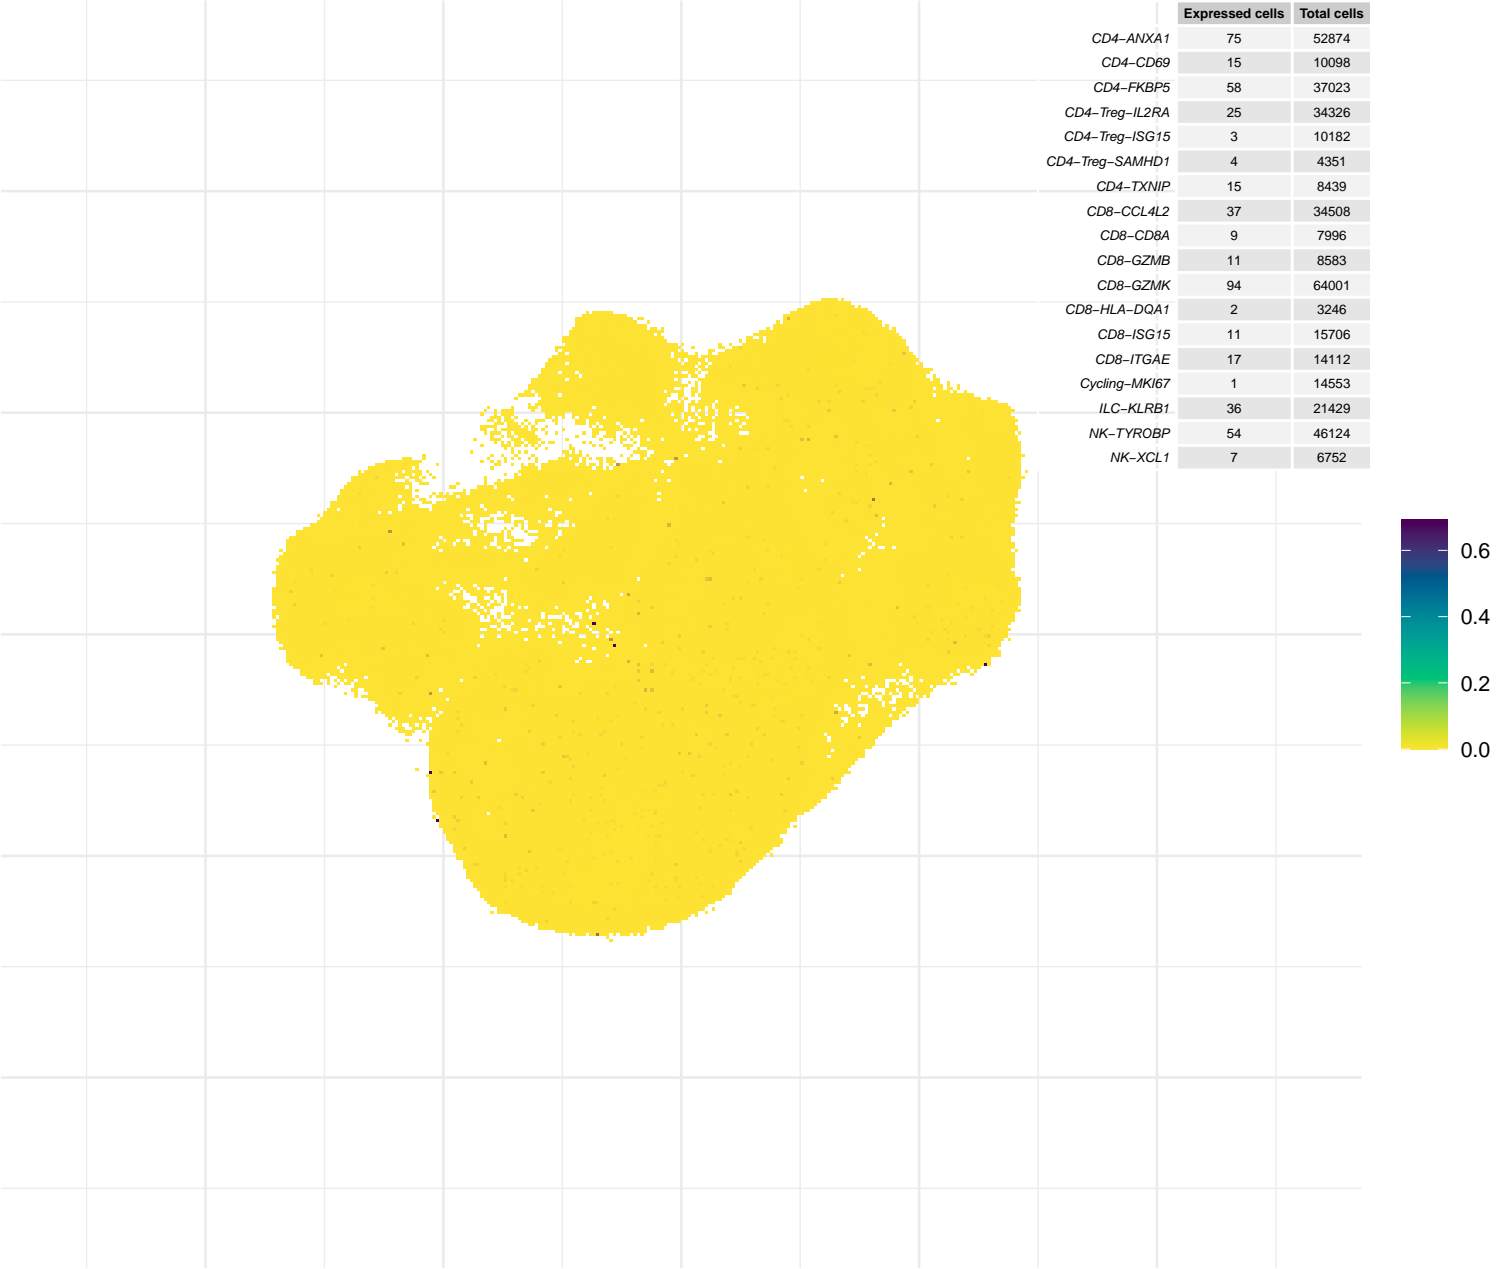 Expressed cells Total cells
CD4−ANXA1 75 52874
CD4−CD69 15 10098
CD4−FKBP5 58 37023
CD4−Treg−IL2RA 25 34326
CD4−Treg−ISG15 3 10182
CD4−Treg−SAMHD1 4 4351
CD4−TXNIP 15 8439
CD8−CCL4L2 37 34508
CD8−CD8A 9 7996
CD8−GZMB 11 8583
CD8−GZMK 94 64001
CD8−HLA−DQA1 2 3246
CD8−ISG15 11 15706
CD8−ITGAE 17 14112
Cycling−MKI67 1 14553
ILC−KLRB1 36 21429
NK−TYROBP 54 46124
NK−XCL1 7 6752
0.6
0.4
0.2
0.0